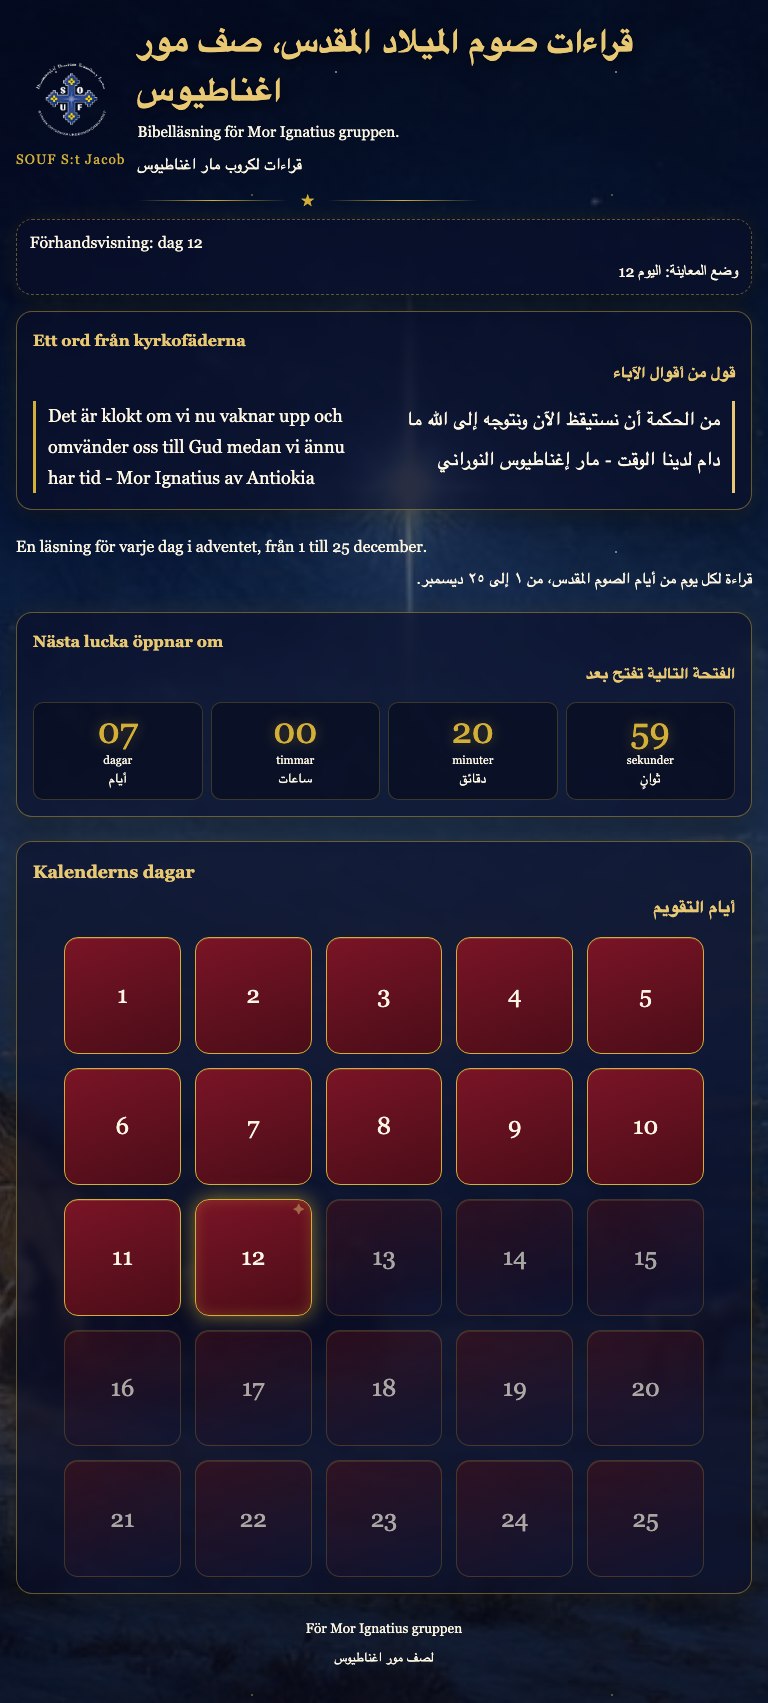 قراءات صوم الميلاد المقدس، صف مور
اغناطيوس
S O
U F
SOUF S:t Jacob
Bibelläsning för Mor Ignatius gruppen.
قراءات لكروب مار اغناطيوس
Förhandsvisning: dag 12
وضع المعاينة: اليوم 12
Ett ord från kyrkofäderna
قول من أقوال الآباء
Det är klokt om vi nu vaknar upp och
omvänder oss till Gud medan vi ännu
har tid - Mor Ignatius av Antiokia
من الحكمة أن نستيقظ الآن ونتوجه إلى الله ما
دام لدينا الوقت - مار إغناطيوس النوراني
En läsning för varje dag i adventet, från 1 till 25 december.
قراءة لكل يوم من أيام الصوم المقدس، من ١ إلى ٢٥ ديسمبر.
Nästa lucka öppnar om
الفتحة التالية تفتح بعد
07 00 20 59
dagar timmar minuter sekunder
أيام ساعات دقائق ثوانٍ
Kalenderns dagar
أيام التقويم
1 2 3 4 5
6 7 8 9 10
11 12 13 14 15
16 17 18 19 20
21 22 23 24 25
För Mor Ignatius gruppen
لصف مور اغناطيوس